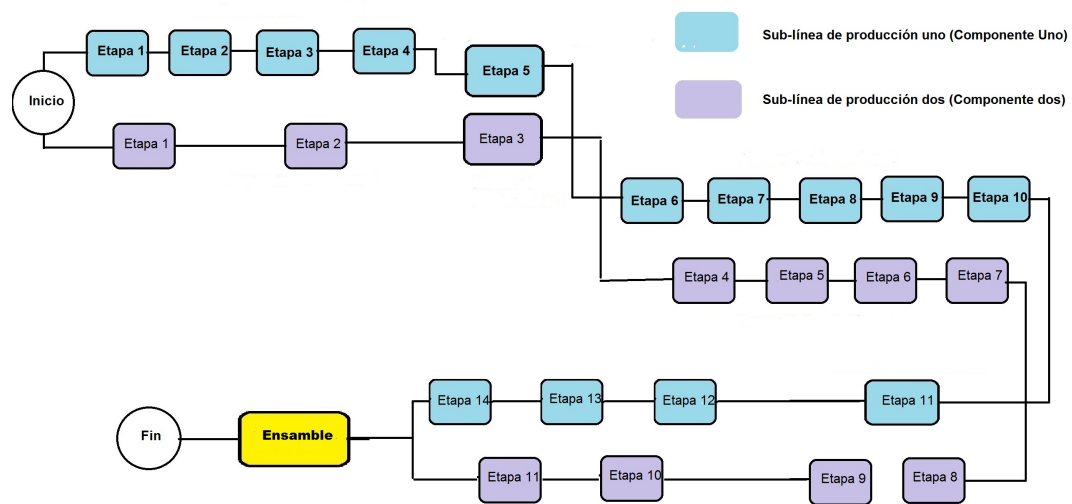 Etapa 1
Etapa 2
Etapa 3
Etapa 4
Etapa 5
Sub-línea de producción uno (Componente Uno)
Sub-línea de producción dos (Componente dos)
Inicio
Etapa 1
Etapa 2
Etapa 3
Etapa 6
Etapa 7
Etapa 8
Etapa 9
Etapa 10
Etapa 4
Etapa 5
Etapa 6
Etapa 7
Etapa 14
Etapa 13
Etapa 12
Etapa 11
Fin
Ensamble
Etapa 11
Etapa 10
Etapa 9
Etapa 8